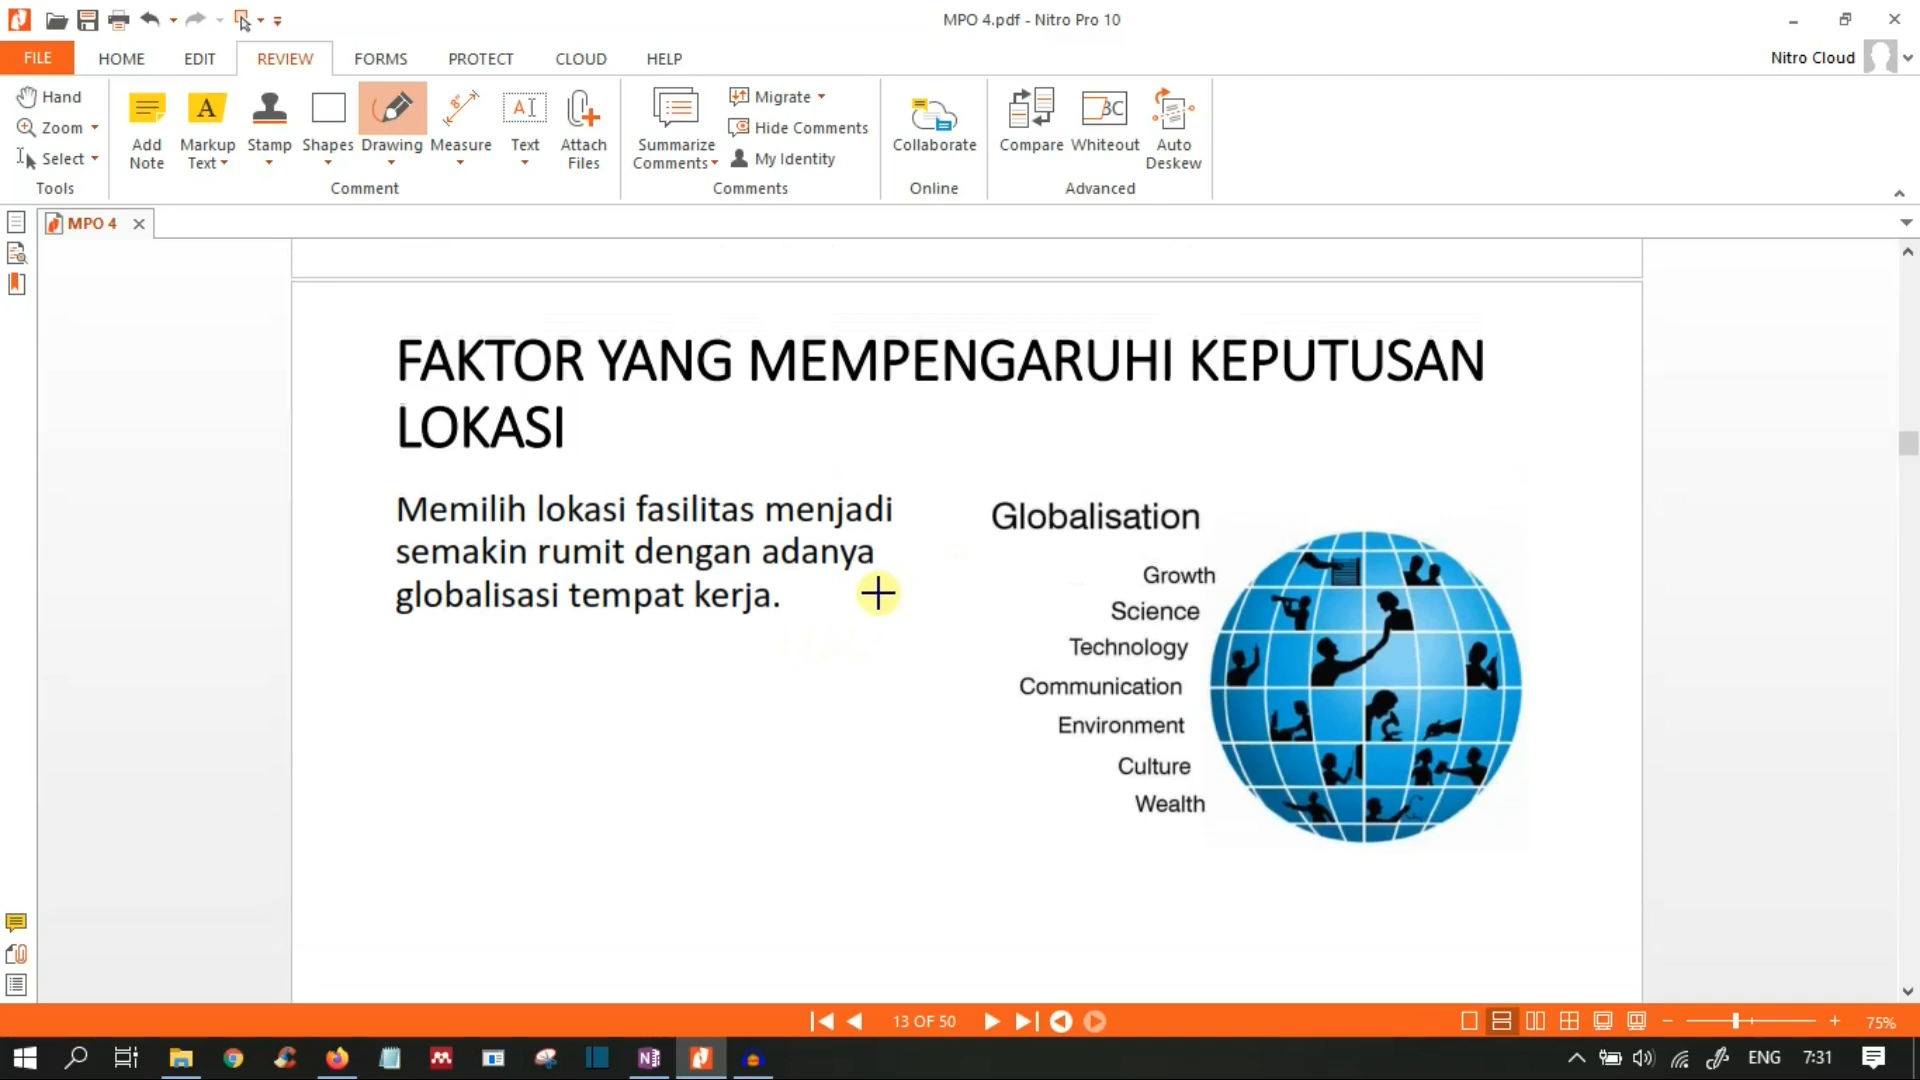 MPO 4.pdf - Nitro Pro 10
FILE
HOME
EDIT
REVIEW
FORMS
PROTECT
CLOUD
HELP
Nitro Cloud
Hand
Zoom
Select
Tools
Add
Note
Markup
Text
Stamp
Shapes
Drawing
Measure
Text
Attach
Files
Comment
Summarize
Comments
Migrate
Hide Comments
My Identity
Comments
Collaborate
Online
Compare
Whiteout
Auto
Deskew
Advanced
MPO 4
FAKTOR YANG MEMPENGARUHI KEPUTUSAN
LOKASI
Memilih lokasi fasilitas menjadi
semakin rumit dengan adanya
globalisasi tempat kerja.
Globalisation
Growth
Science
Technology
Communication
Environment
Culture
Wealth
13 OF 50
75%
ENG
7:31